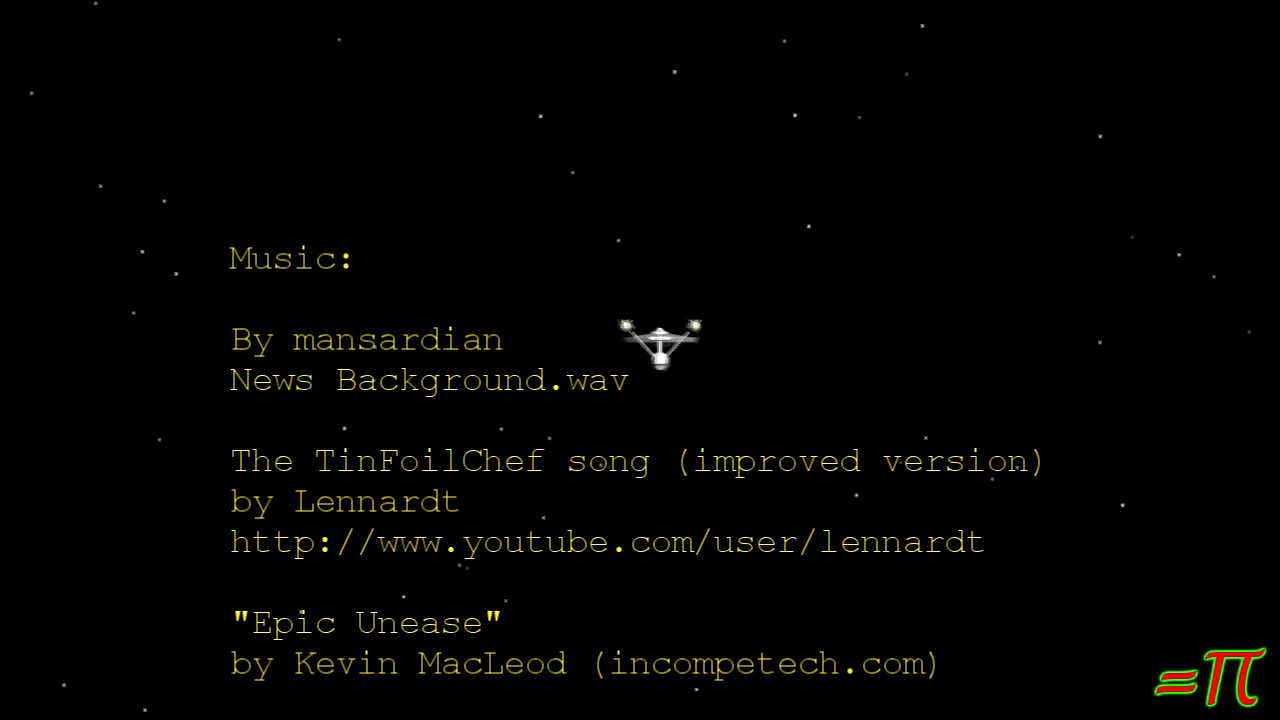 Music:
By mansardian
News Background.wav
The TinFoilChef song (improved version)
by Lennardt
http://www.youtube.com/user/lennardt
"Epic Unease"
by Kevin MacLeod (incompetech.com)
=π